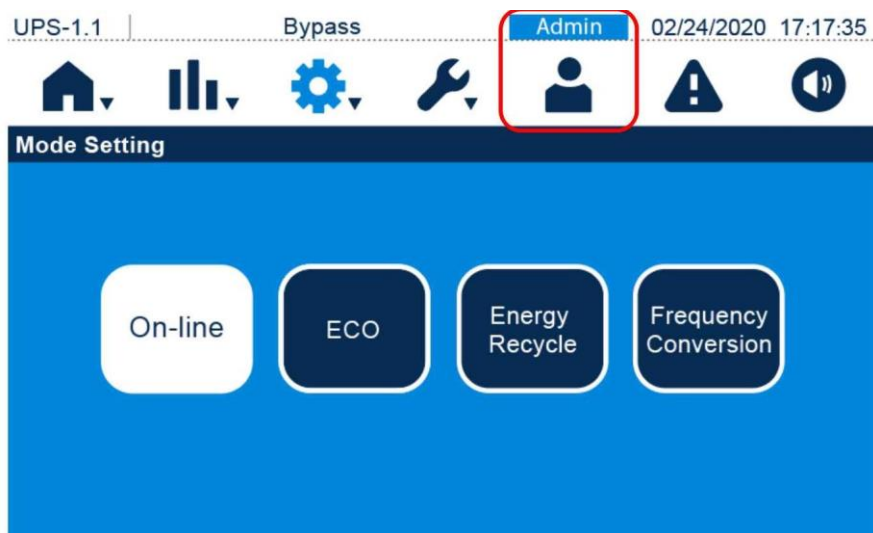 UPS-1.1 Bypass Admin 02/24/2020 17:17:35
Mode Setting
On-line
ECO
Energy
Recycle
Frequency
Conversion